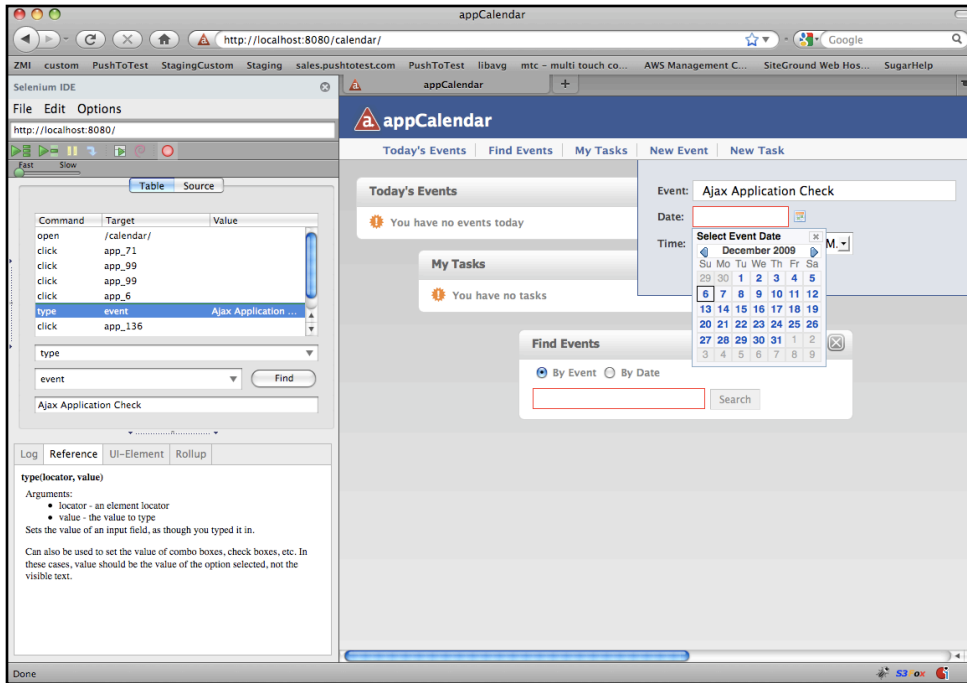 appCalendar
http://localhost:8080/calendar/
Google
ZMI custom PushToTest StagingCustom Staging sales.pushtotest.com PushToTest libavg mtc - multi touch co... AWS Management C... SiteGround Web Hos... SugarHelp
Selenium IDE
appCalendar
+
File Edit Options
http://localhost:8080/
Fast Slow
Table Source
Command Target Value
open /calendar/
click app_71
click app_99
click app_99
click app_6
type event Ajax Application ...
click app_136
type
event
Find
Ajax Application Check
Log Reference UI-Element Rollup
type(locator, value)
Arguments:
• locator - an element locator
• value - the value to type
Sets the value of an input field, as though you typed it in.
Can also be used to set the value of combo boxes, check boxes, etc. In
these cases, value should be the value of the option selected, not the
visible text.
a appCalendar
Today's Events Find Events My Tasks New Event New Task
Today's Events
You have no events today
My Tasks
You have no tasks
Find Events
By Event By Date
Search
Event: Ajax Application Check
Date:
Time:
M.
Select Event Date
December 2009
Su Mo Tu We Th Fr Sa
29 30 1 2 3 4 5
6 7 8 9 10 11 12
13 14 15 16 17 18 19
20 21 22 23 24 25 26
27 28 29 30 31 1 2
3 4 5 6 7 8 9
Done